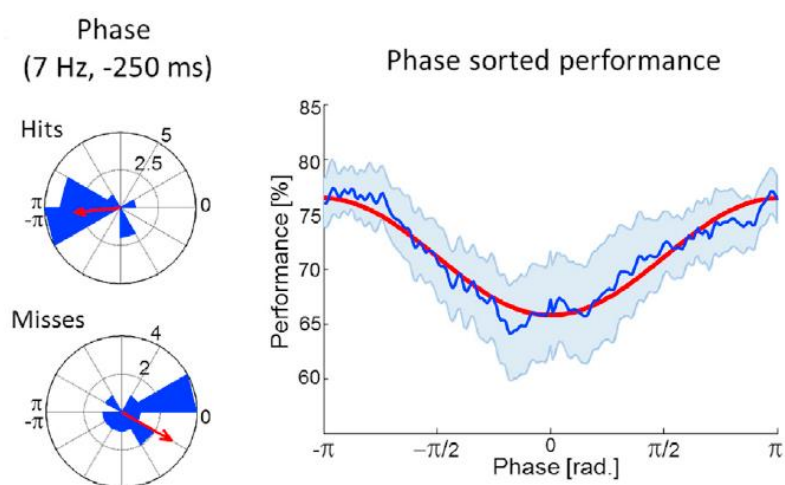 Phase
(7 Hz, -250 ms)
Hits
5
2.5
π
-π
0
Misses
4
2
π
-π
0
Phase sorted performance
Performance [%]
85
80
75
70
65
60
-π
−π/2
0
π/2
π
Phase [rad.]